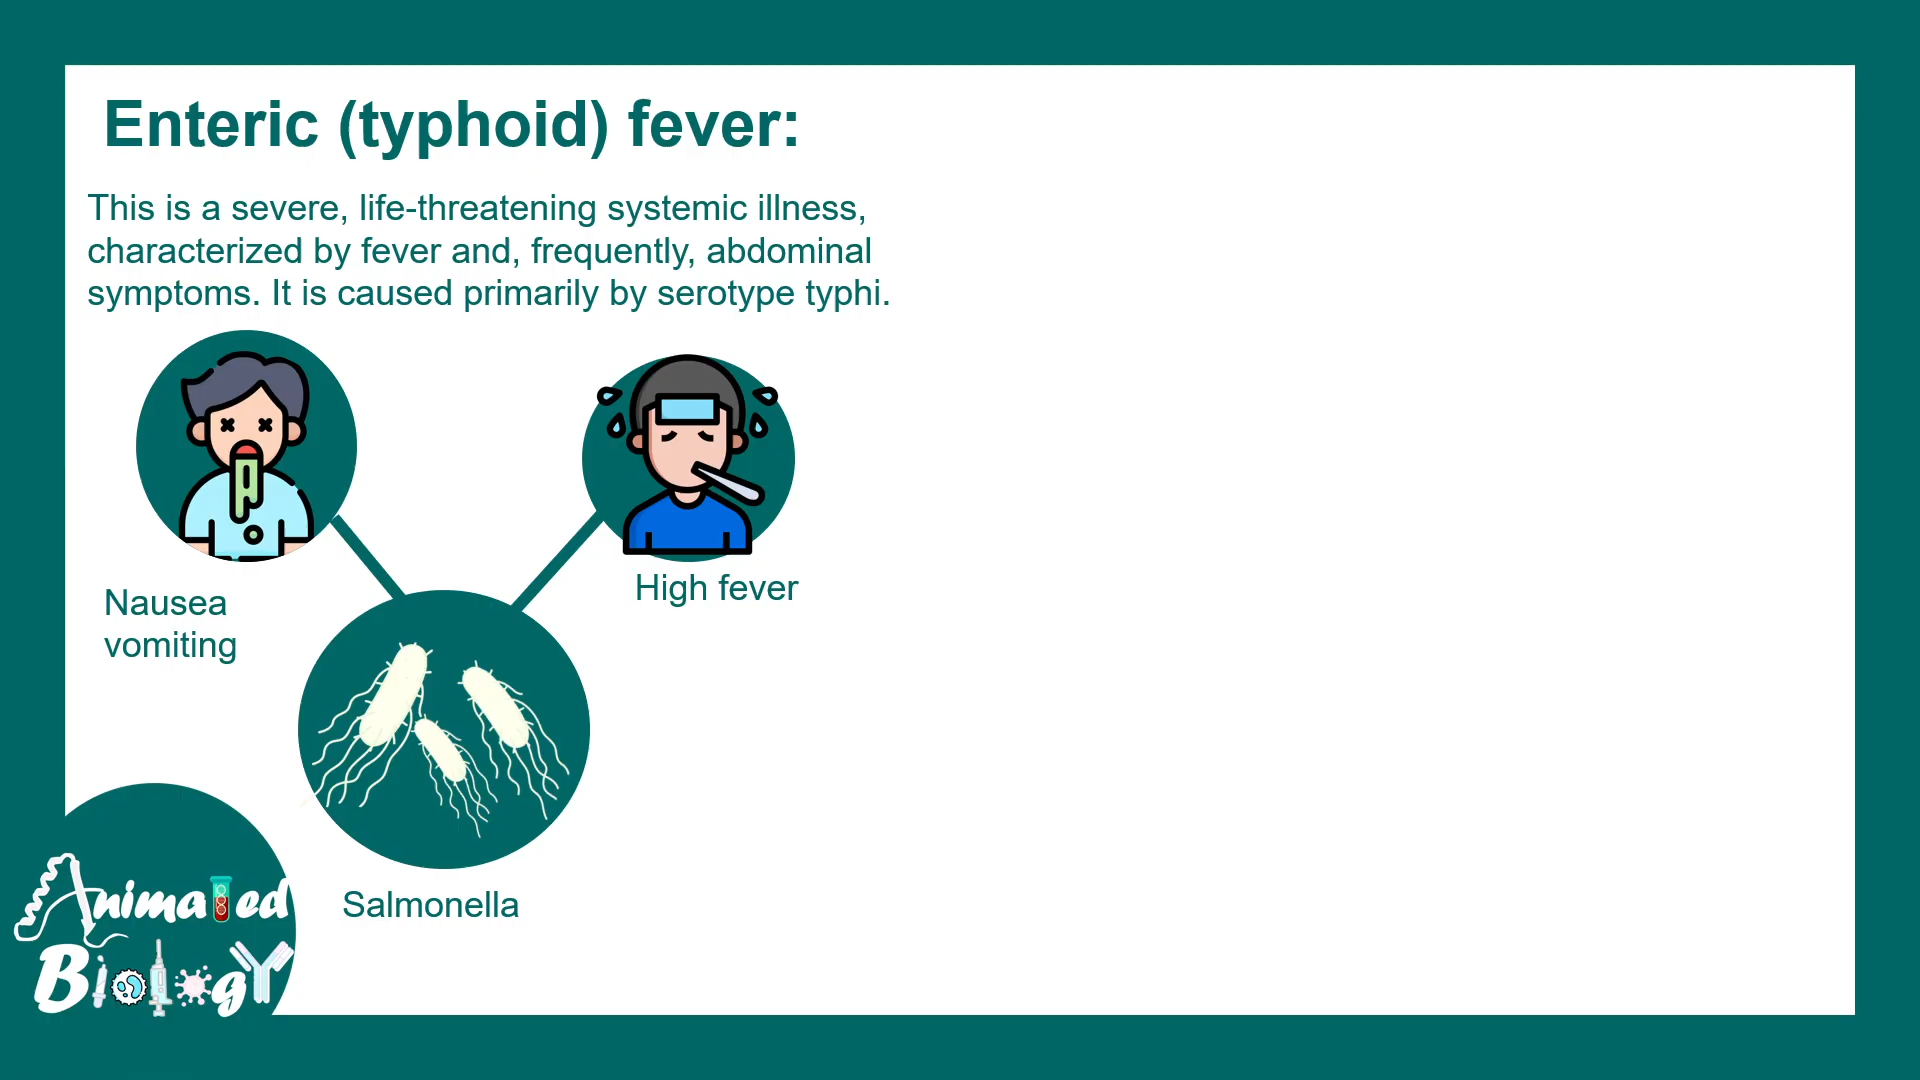 Enteric (typhoid) fever:
This is a severe, life-threatening systemic illness,
characterized by fever and, frequently, abdominal
symptoms. It is caused primarily by serotype typhi.
High fever
Nausea
vomiting
Salmonella
Animated
Biology